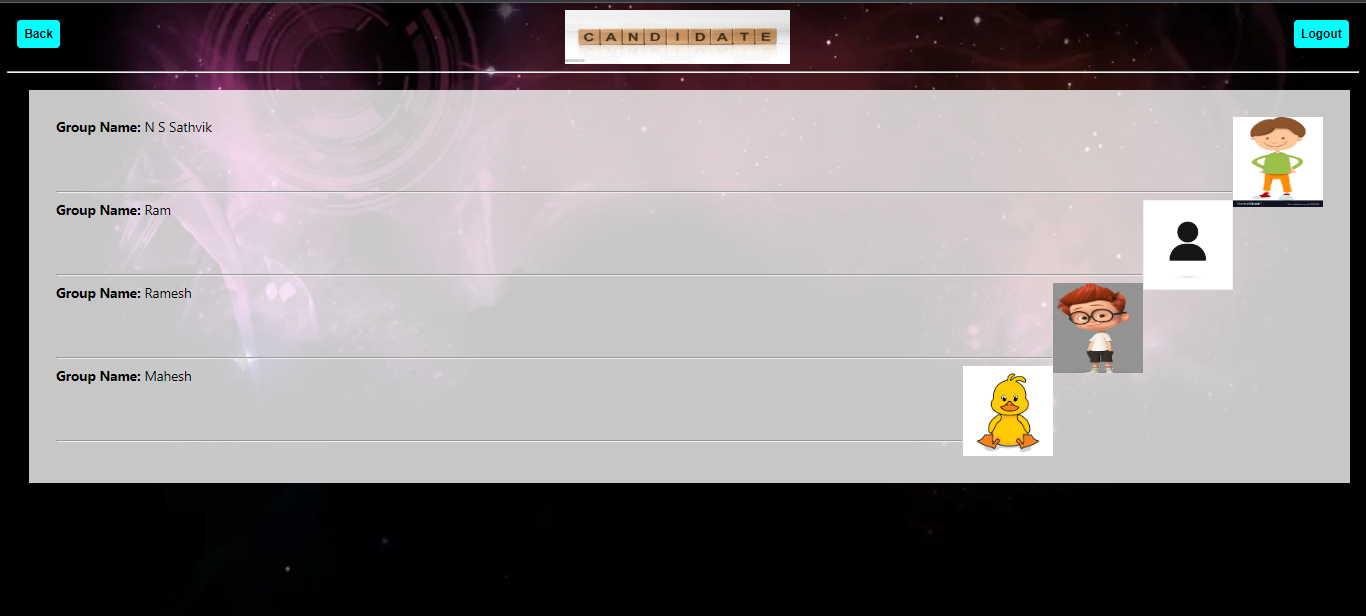 Back
CANDIDATE
Logout
Group Name: N S Sathvik
Group Name: Ram
Group Name: Ramesh
Group Name: Mahesh